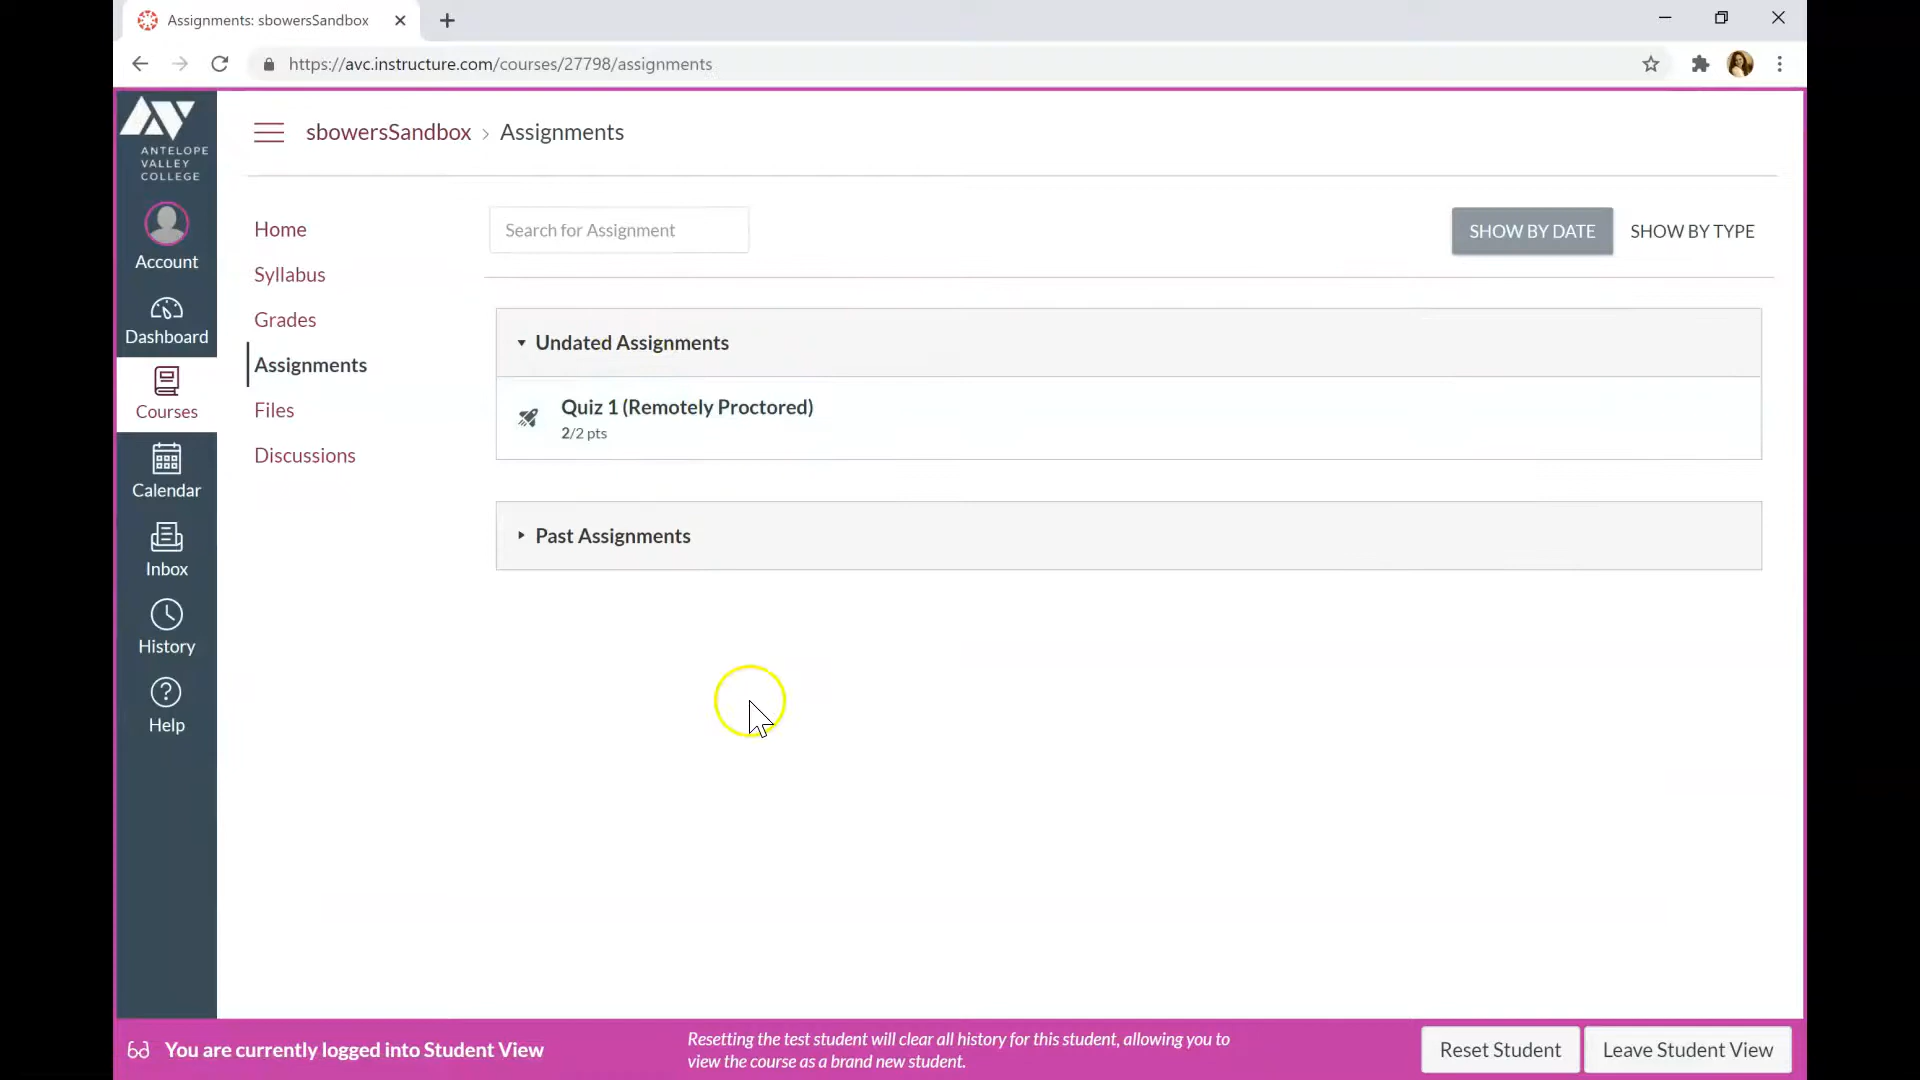 Assignments: sbowersSandbox
https://avc.instructure.com/courses/27798/assignments
ANTELOPE
VALLEY
COLLEGE
sbowersSandbox › Assignments
Account
Dashboard
Courses
Calendar
Inbox
History
Help
Home
Syllabus
Grades
Assignments
Files
Discussions
Search for Assignment
SHOW BY DATE
SHOW BY TYPE
Undated Assignments
Quiz 1 (Remotely Proctored)
2/2 pts
Past Assignments
You are currently logged into Student View
Resetting the test student will clear all history for this student, allowing you to
view the course as a brand new student.
Reset Student
Leave Student View